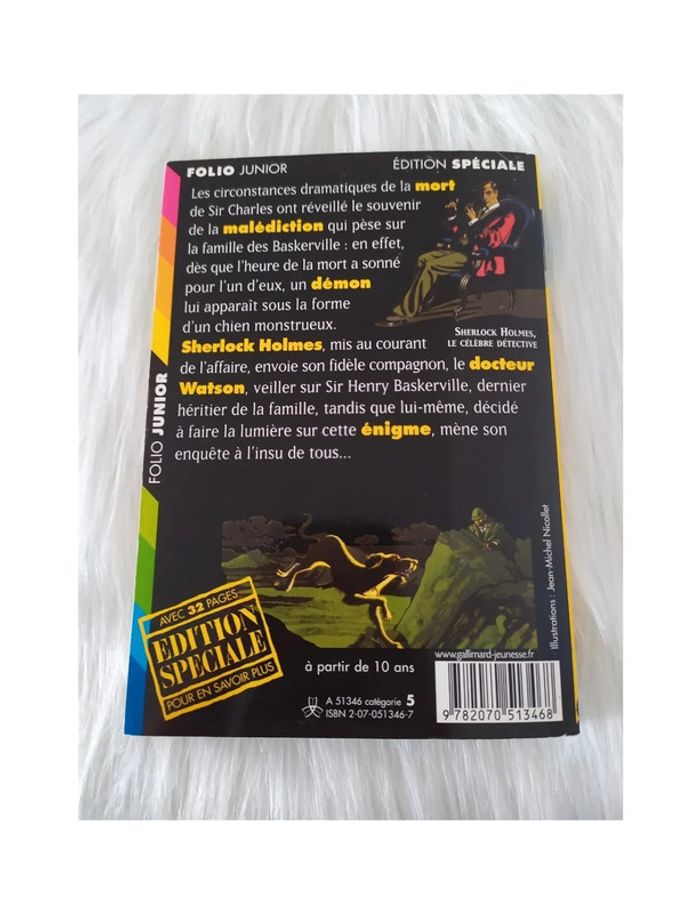 FOLIO JUNIOR
ÉDITION SPÉCIALE
Les circonstances dramatiques de la mort
de Sir Charles ont réveillé le souvenir
de la malédiction qui pèse sur
la famille des Baskerville : en effet,
dès que l'heure de la mort a sonné
pour l'un d'eux, un démon
lui apparaît sous la forme
d'un chien monstrueux.
SHERLOCK HOLMES,
LE CÉLÈBRE DÉTECTIVE
Sherlock Holmes, mis au courant
de l'affaire, envoie son fidèle compagnon, le docteur
Watson, veiller sur Sir Henry Baskerville, dernier
héritier de la famille, tandis que lui-même, décidé
à faire la lumière sur cette énigme, mène son
enquête à l'insu de tous...
FOLIO JUNIOR
Illustrations : Jean-Michel Nicollet
AVEC 32 PAGES
EDITION
SPECIALE
POUR EN SAVOIR PLUS
à partir de 10 ans
www.gallimard-jeunesse.fr
A 51346 catégorie 5
ISBN 2-07-051346-7
9 782070 513468